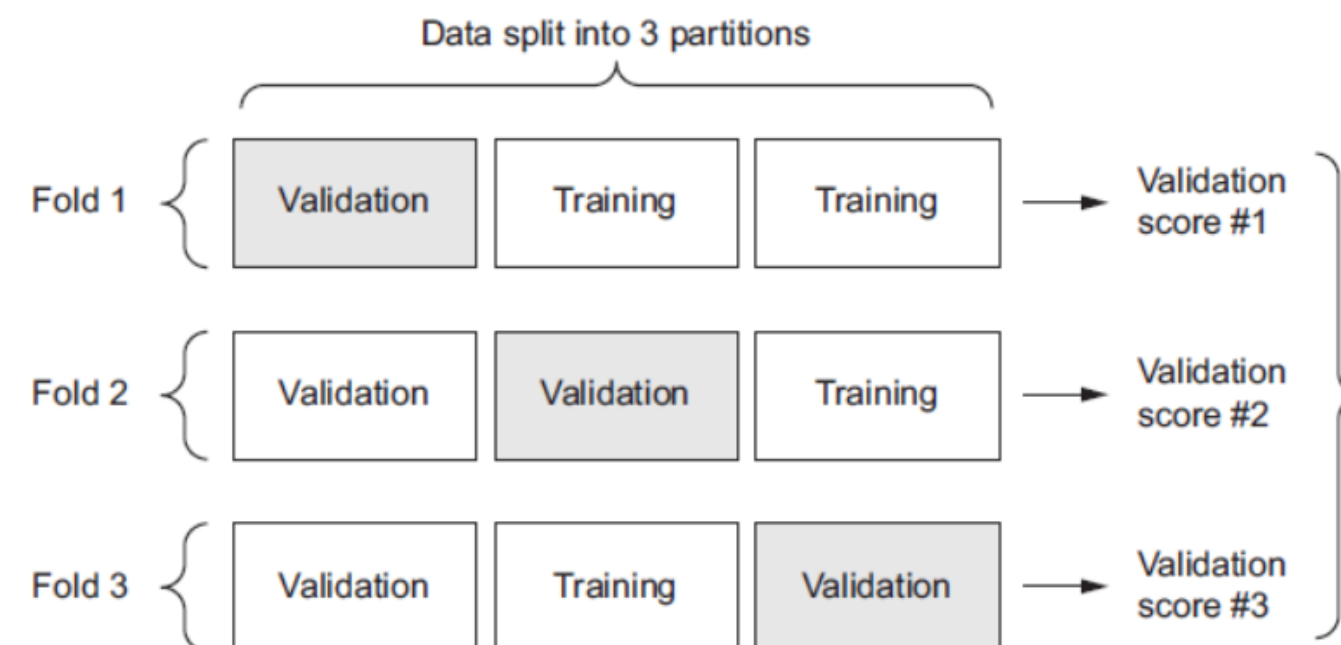 Data split into 3 partitions
Fold 1
Validation
Training
Training
Validation
score #1
Fold 2
Validation
Validation
Training
Validation
score #2
Fold 3
Validation
Training
Validation
Validation
score #3